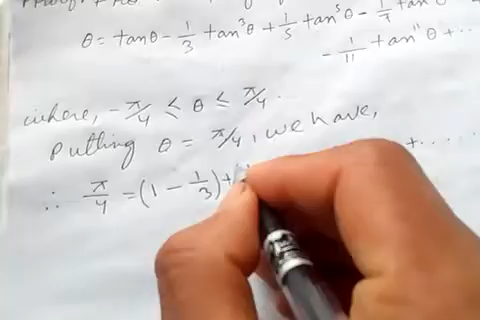 θ = tanθ - 1/3 tan³θ + 1/5 tan⁵θ - 1/7 tan
- 1/11 tan¹¹θ + ...
where, -π/4 ≤ θ ≤ π/4 .
Putting θ = π/4, we have,
∴ π/4 = (1 - 1/3) + + ....